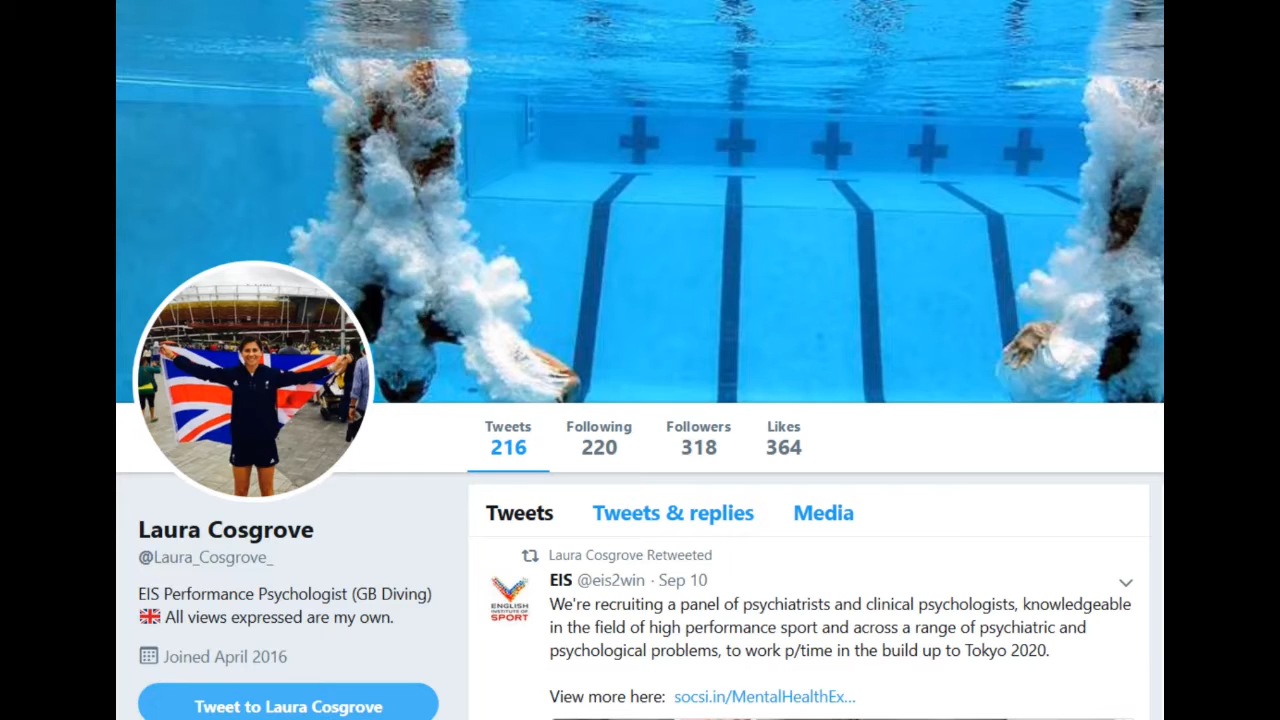 Tweets Following Followers Likes
216 220 318 364
Laura Cosgrove
@Laura_Cosgrove_
EIS Performance Psychologist (GB Diving)
🇬🇧 All views expressed are my own.
Joined April 2016
Tweet to Laura Cosgrove
Tweets Tweets & replies Media
Laura Cosgrove Retweeted
EIS @eis2win · Sep 10
ENGLISH
INSTITUTE OF
SPORT
We're recruiting a panel of psychiatrists and clinical psychologists, knowledgeable
in the field of high performance sport and across a range of psychiatric and
psychological problems, to work p/time in the build up to Tokyo 2020.
View more here: socsi.in/MentalHealthEx...